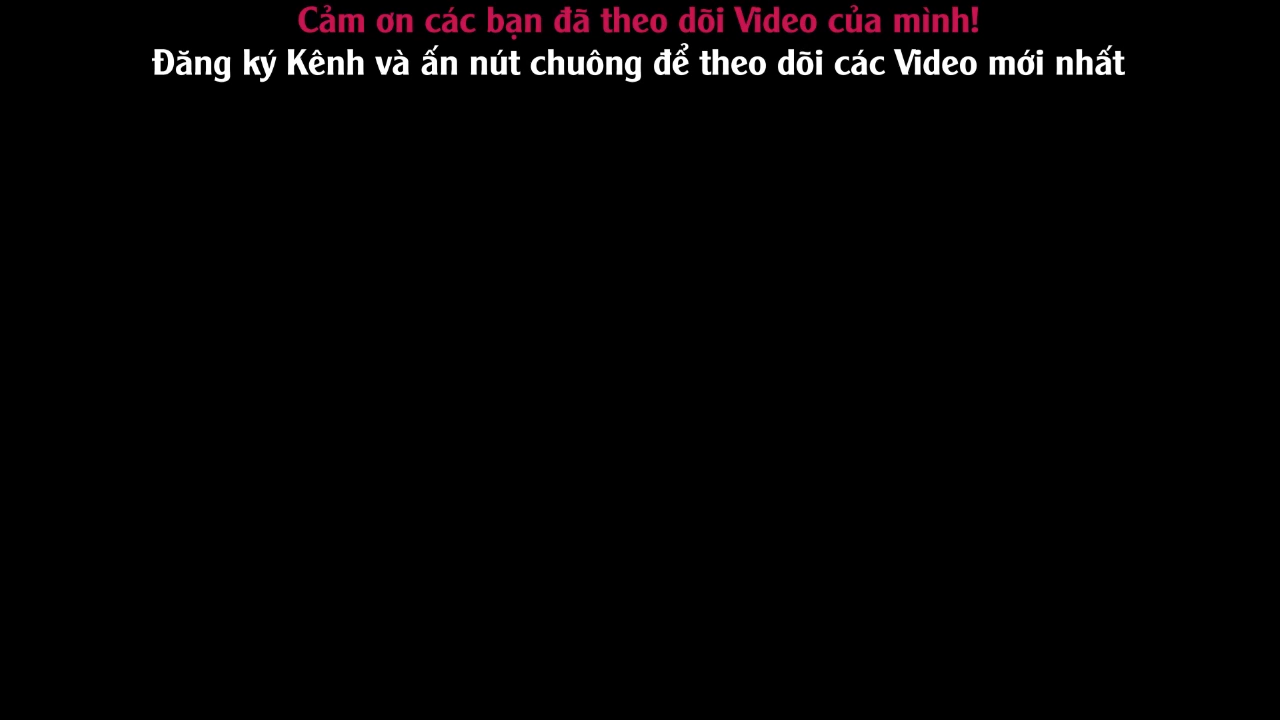 Cảm ơn các bạn đã theo dõi Video của mình!
Đăng ký Kênh và ấn nút chuông để theo dõi các Video mới nhất